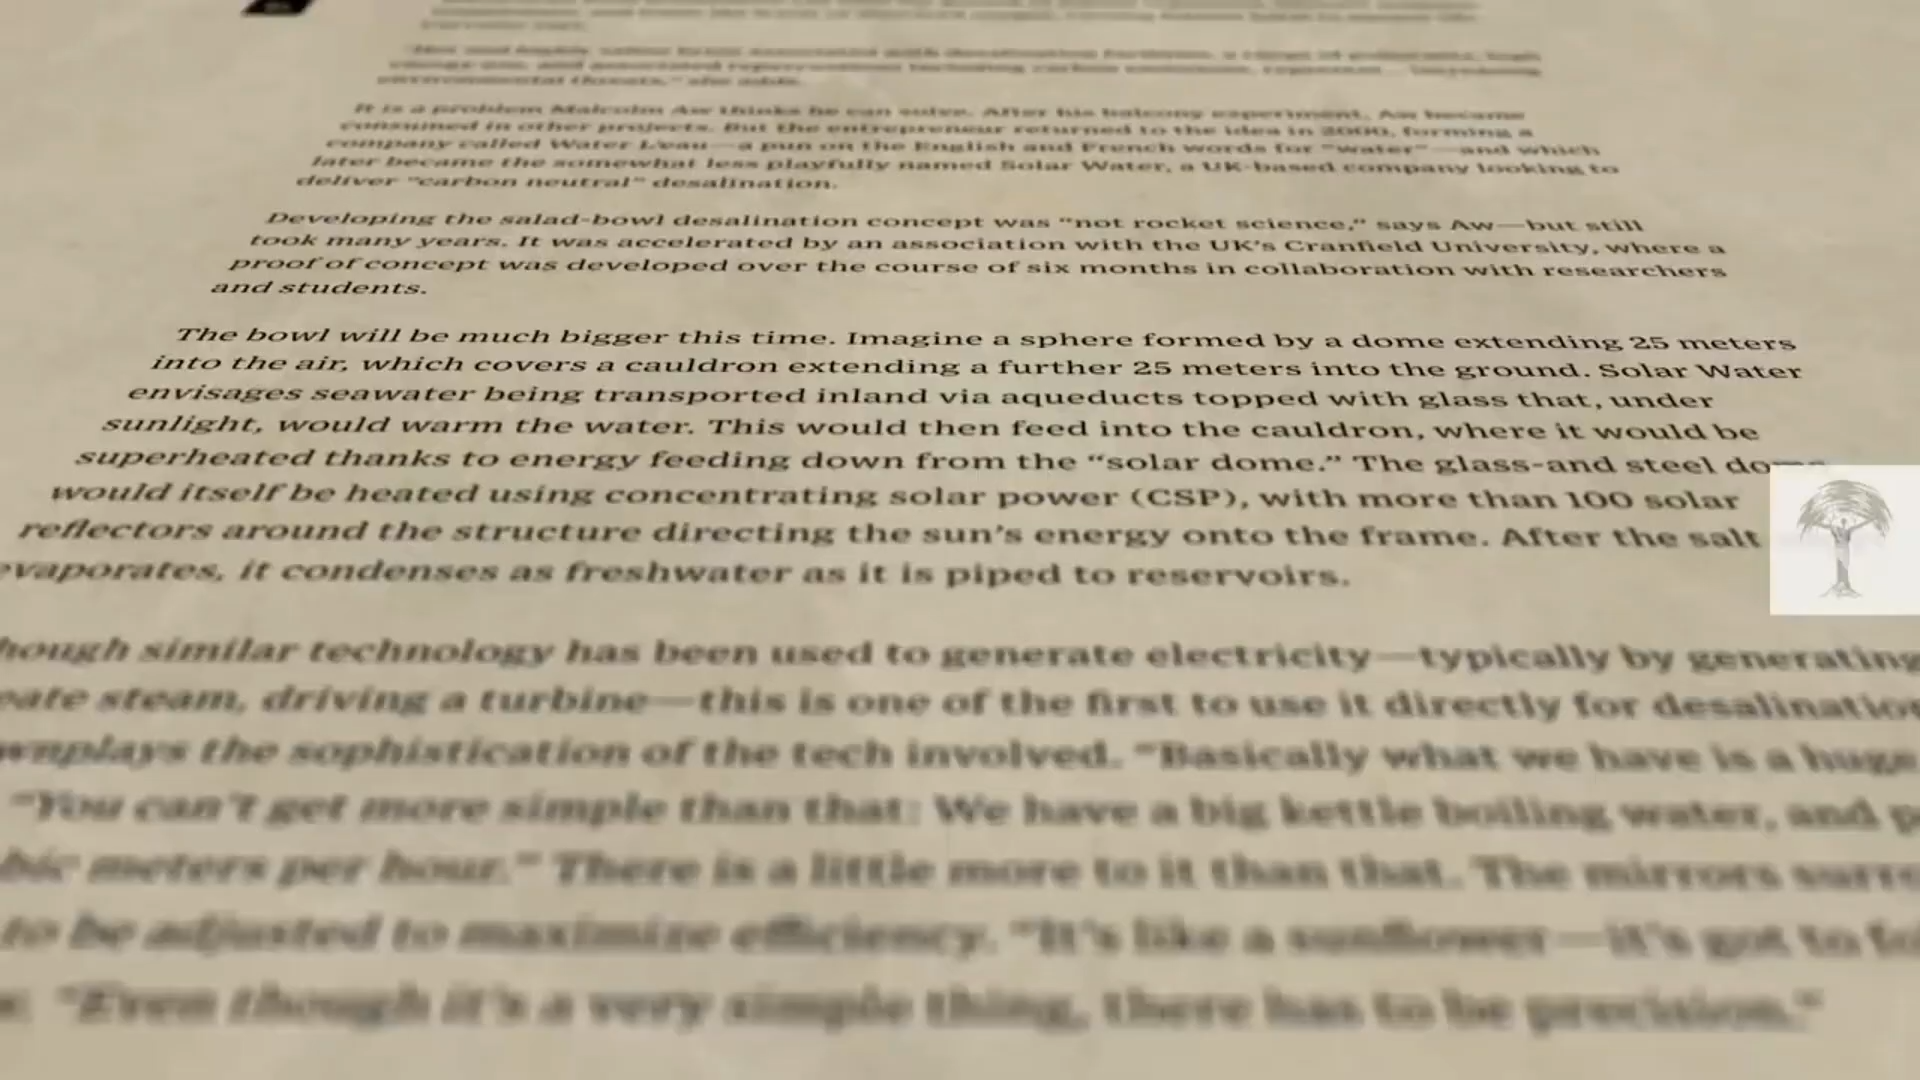 environmental threats," she adds.
It is a problem Malcolm Aw thinks he can solve. After his balcony experiment, Aw became
consumed in other projects. But the entrepreneur returned to the idea in 2000, forming a
company called Water L'eau—a pun on the English and French words for "water"—and which
later became the somewhat less playfully named Solar Water, a UK-based company looking to
deliver "carbon neutral" desalination.
Developing the salad-bowl desalination concept was "not rocket science," says Aw—but still
took many years. It was accelerated by an association with the UK's Cranfield University, where a
proof of concept was developed over the course of six months in collaboration with researchers
and students.
The bowl will be much bigger this time. Imagine a sphere formed by a dome extending 25 meters
into the air, which covers a cauldron extending a further 25 meters into the ground. Solar Water
envisages seawater being transported inland via aqueducts topped with glass that, under
sunlight, would warm the water. This would then feed into the cauldron, where it would be
superheated thanks to energy feeding down from the "solar dome." The glass-and steel dome
would itself be heated using concentrating solar power (CSP), with more than 100 solar
reflectors around the structure directing the sun's energy onto the frame. After the salt
evaporates, it condenses as freshwater as it is piped to reservoirs.
hough similar technology has been used to generate electricity—typically by generating
eate steam, driving a turbine—this is one of the first to use it directly for desalination
wnplays the sophistication of the tech involved. "Basically what we have is a huge
"You can't get more simple than that: We have a big kettle boiling water, and p
bic meters per hour." There is a little more to it than that. The mirrors surro
to be adjusted to maximize efficiency. "It's like a sunflower—it's got to fol
"Even though it's a very simple thing, there has to be precision."